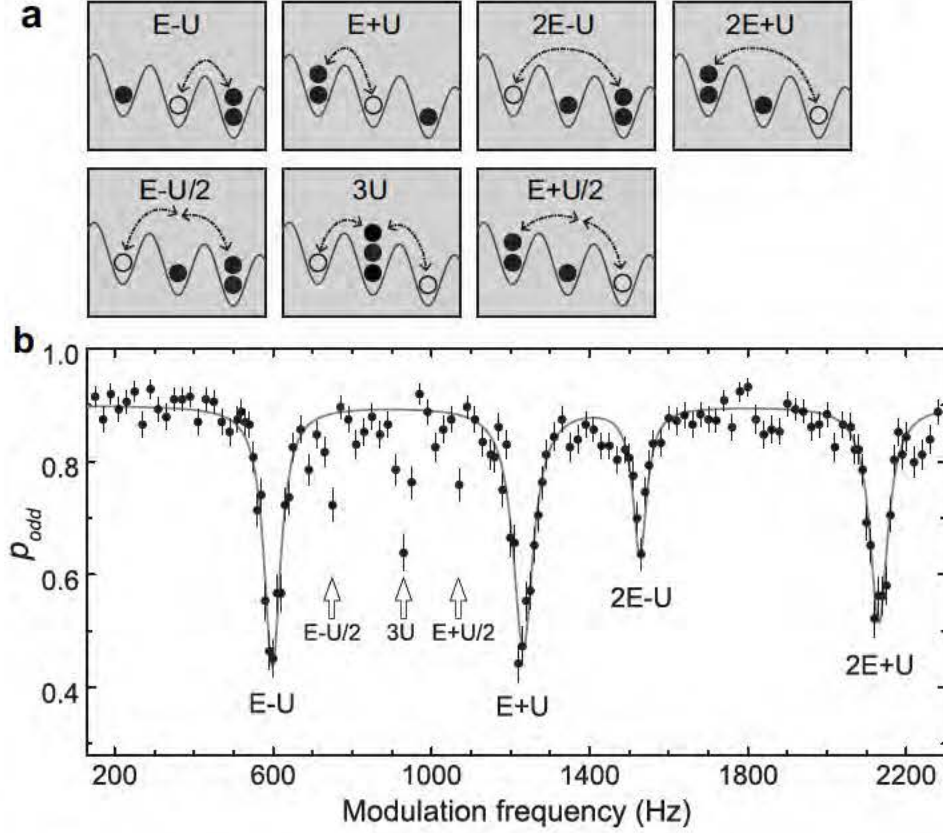 a
E-U
E+U
2E-U
2E+U
E-U/2
3U
E+U/2
b
1.0
0.8
0.6
0.4
p_odd
E-U/2
3U
E+U/2
2E-U
E-U
E+U
2E+U
200
600
1000
1400
1800
2200
Modulation frequency (Hz)